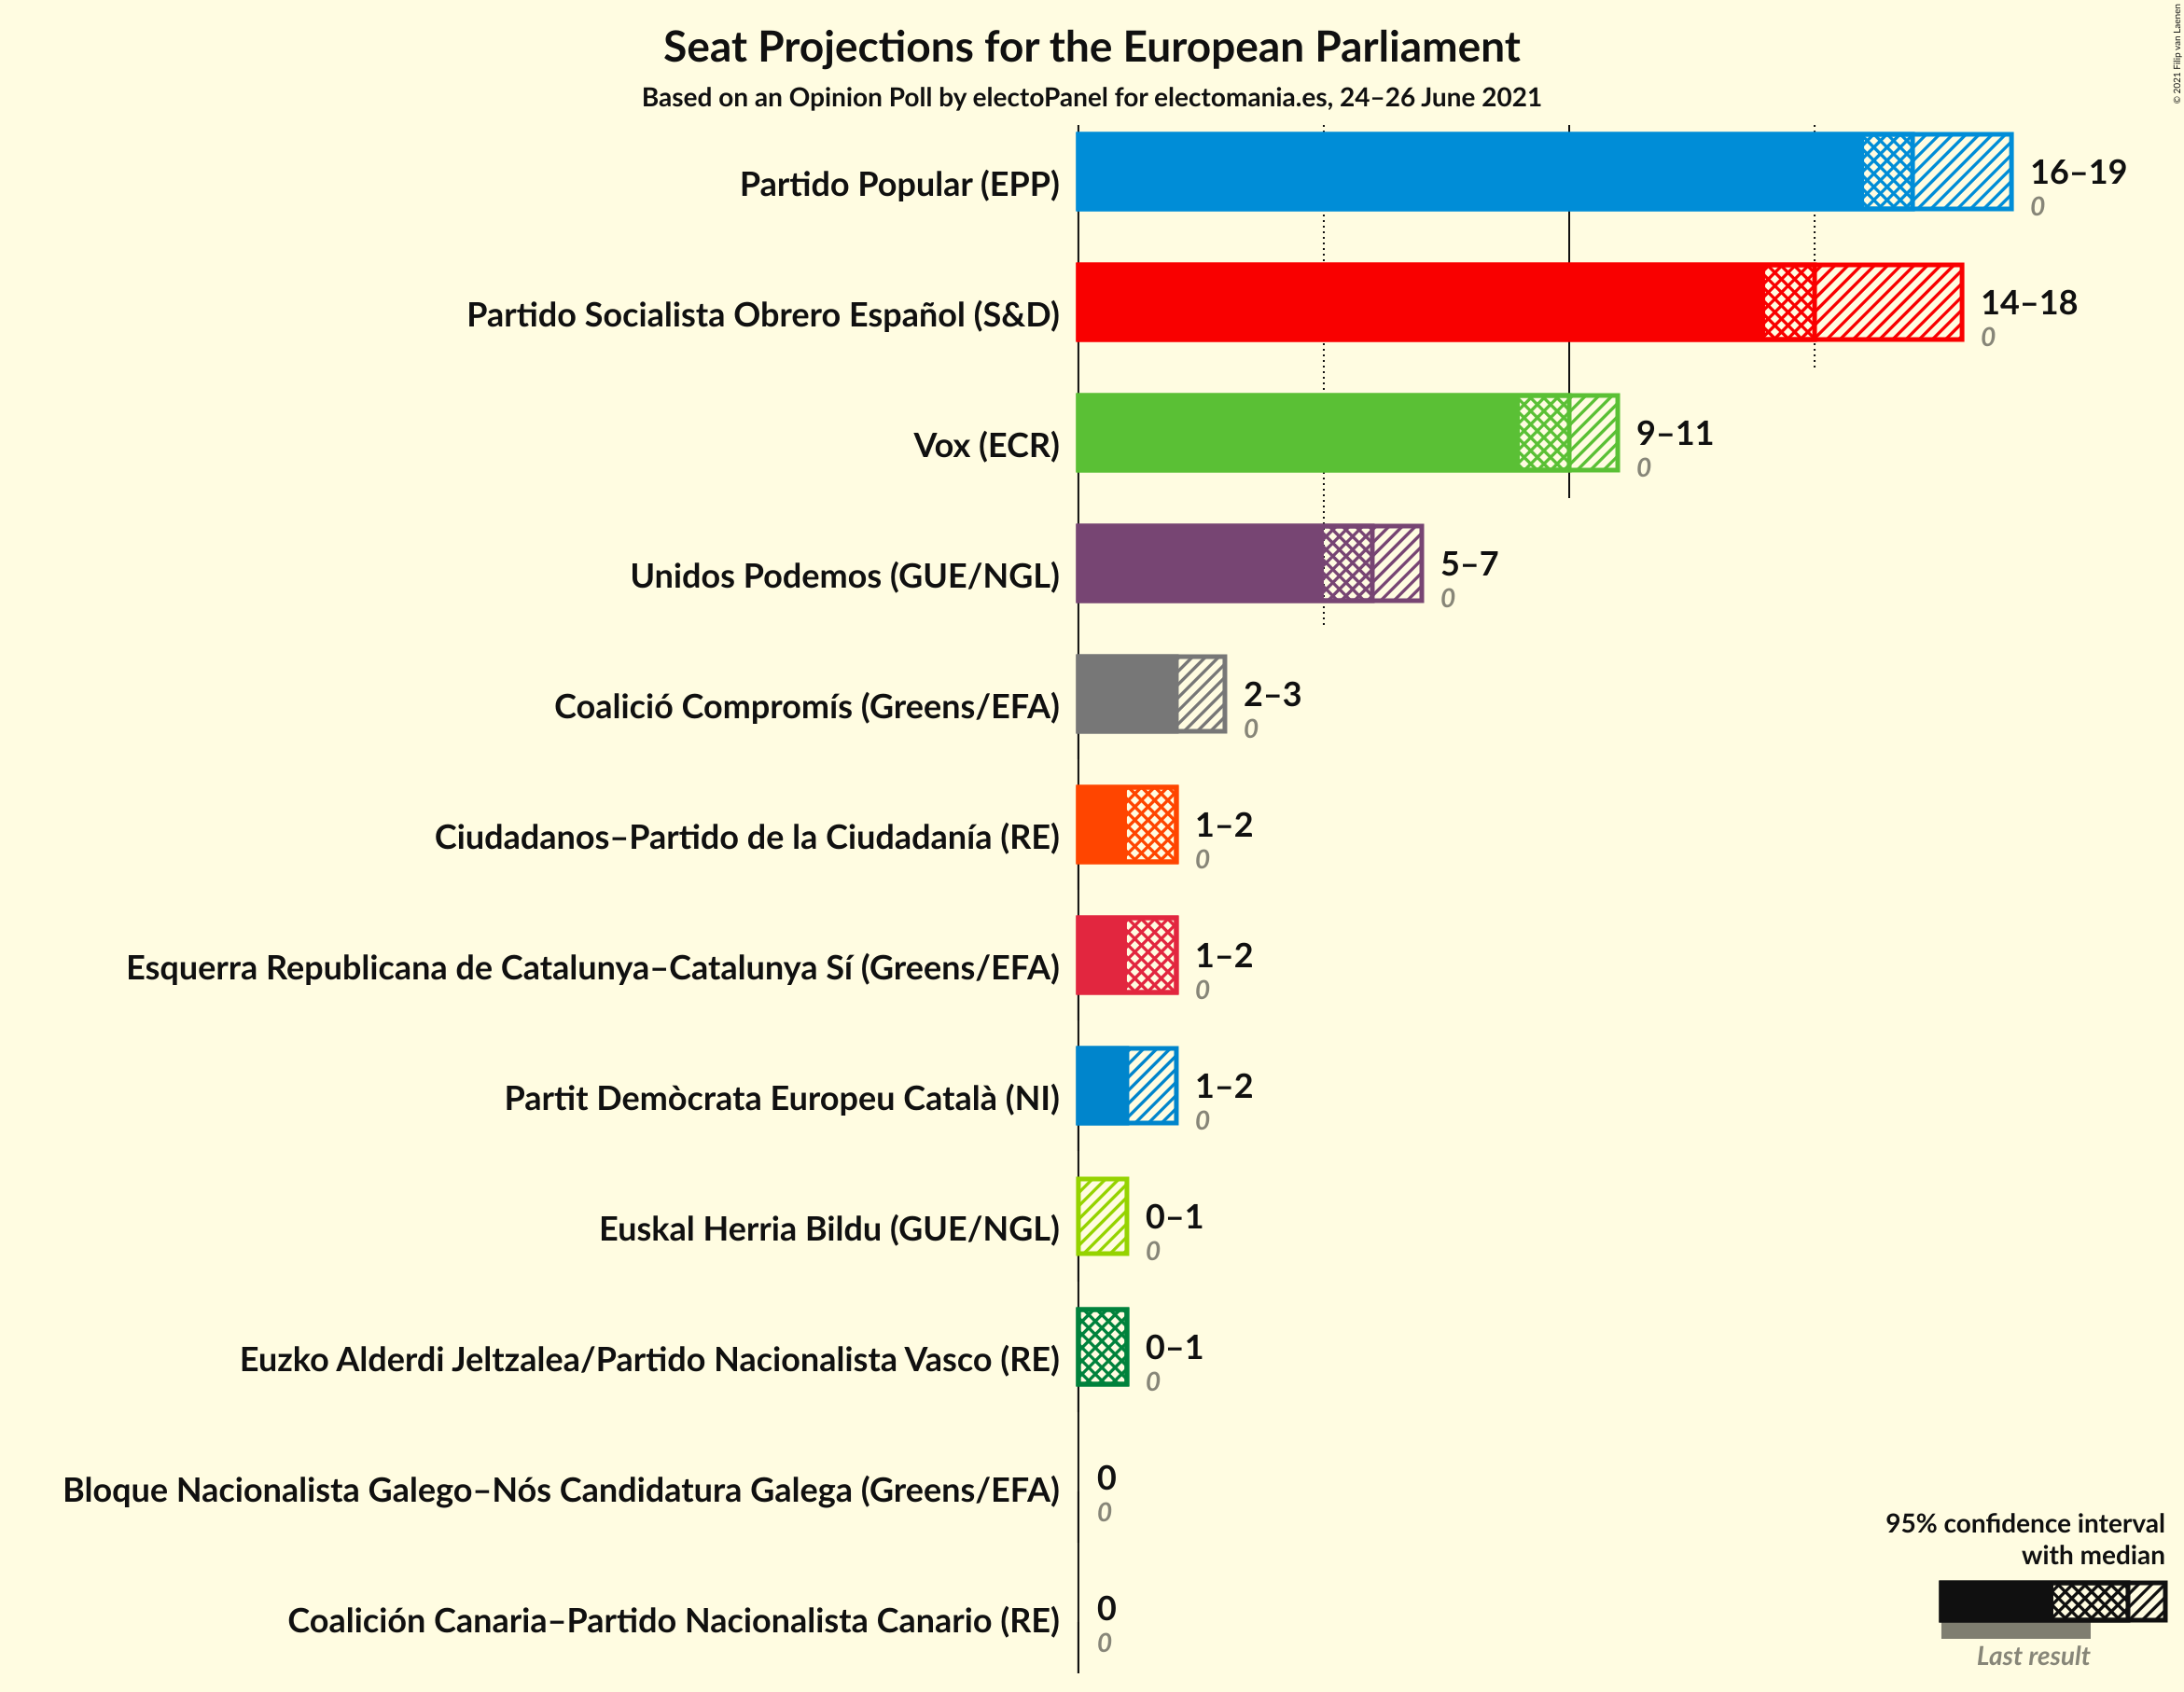 © 2021 Filip van Laenen
Seat Projections for the European Parliament
Based on an Opinion Poll by electoPanel for electomania.es, 24–26 June 2021
Partido Popular (EPP)
16–19
0
Partido Socialista Obrero Español (S&D)
14–18
0
Vox (ECR)
9–11
0
Unidos Podemos (GUE/NGL)
5–7
0
Coalició Compromís (Greens/EFA)
2–3
0
Ciudadanos–Partido de la Ciudadanía (RE)
1–2
0
Esquerra Republicana de Catalunya–Catalunya Sí (Greens/EFA)
1–2
0
Partit Demòcrata Europeu Català (NI)
1–2
0
Euskal Herria Bildu (GUE/NGL)
0–1
0
Euzko Alderdi Jeltzalea/Partido Nacionalista Vasco (RE)
0–1
0
Bloque Nacionalista Galego–Nós Candidatura Galega (Greens/EFA)
0
0
Coalición Canaria–Partido Nacionalista Canario (RE)
0
0
95% confidence interval
with median
Last result